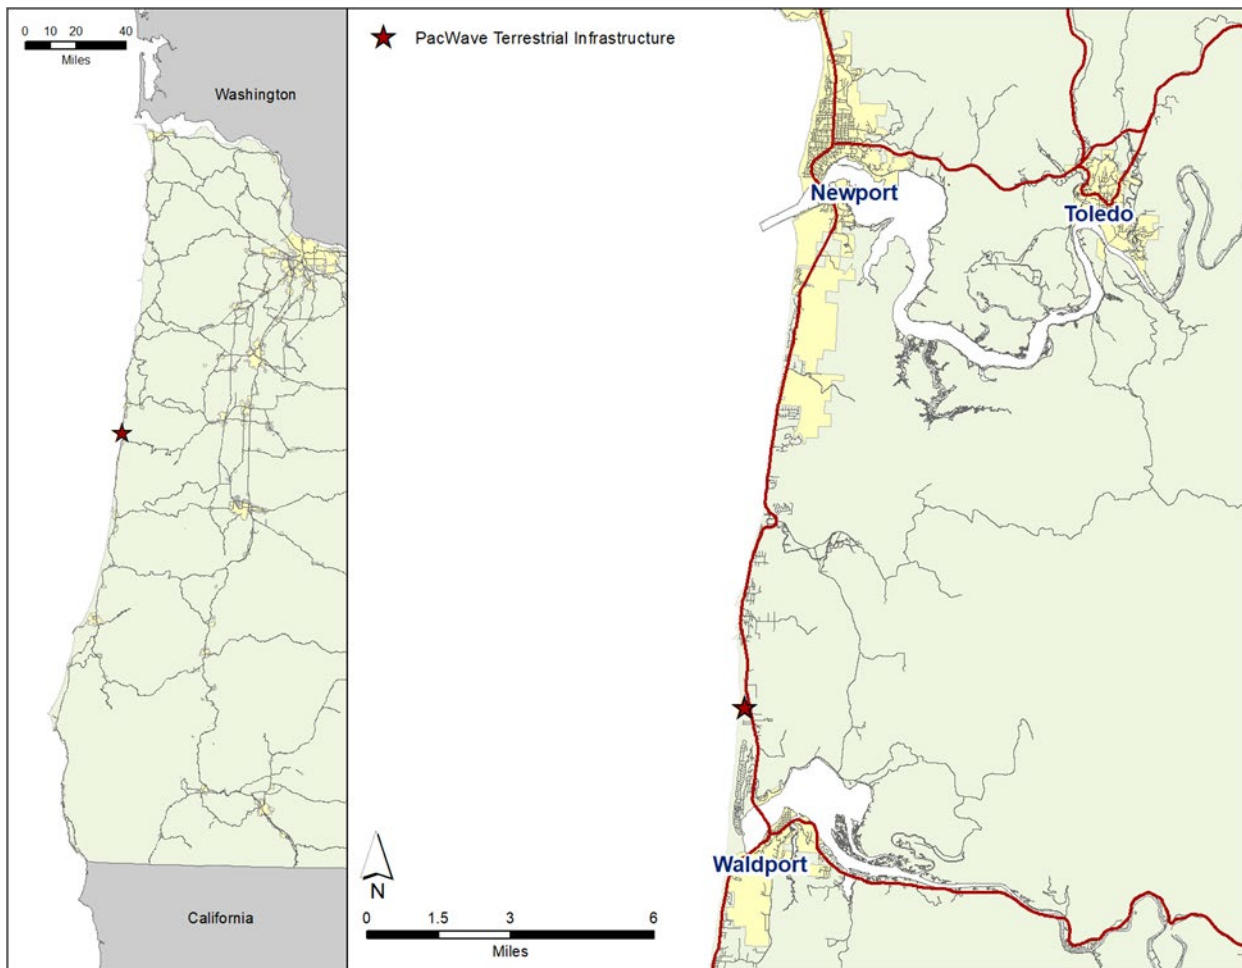 0 10 20 40
Miles
Washington
California
PacWave Terrestrial Infrastructure
Newport
Toledo
Waldport
N
0 1.5 3 6
Miles